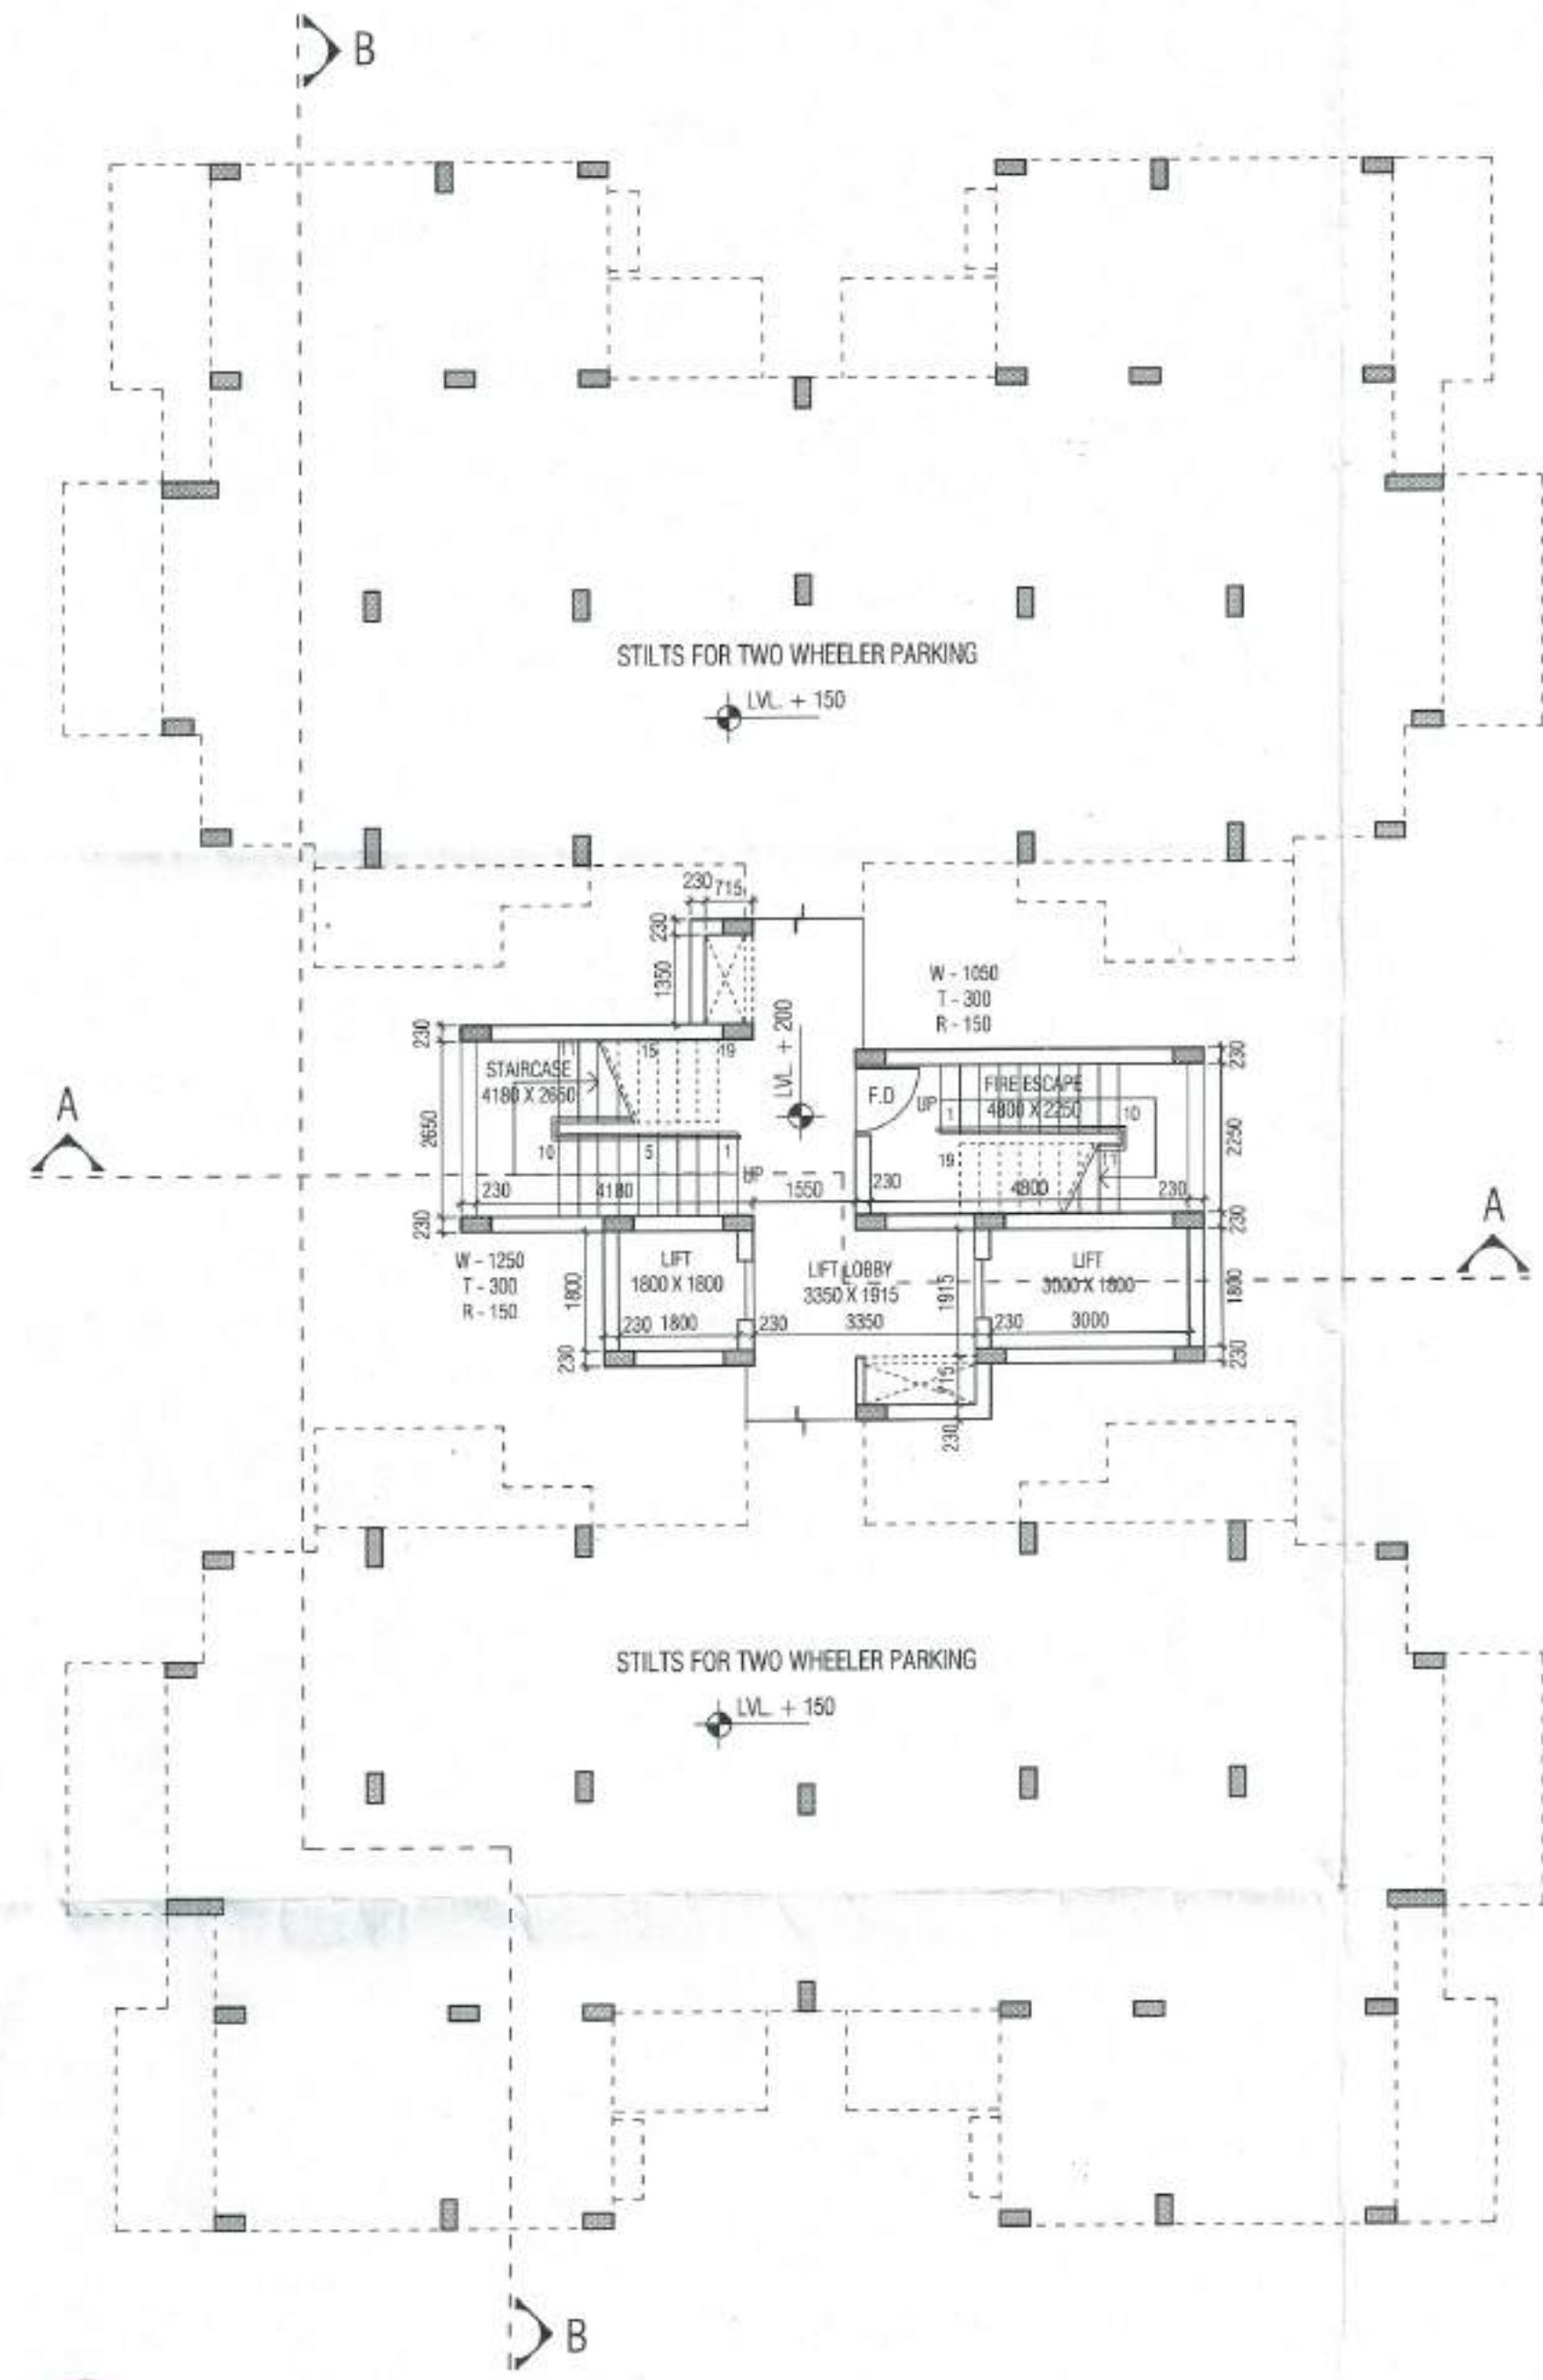 B
STILTS FOR TWO WHEELER PARKING
LVL. + 150
230 715
230
1350
W - 1050
T - 300
R - 150
LVL. + 200
230
2650
230
11
15
19
STAIRCASE
4180 X 2650
10
5
1
UP
230
4180
1550
F.D
UP
1
FIRE ESCAPE
4800 X 2250
10
19
11
230
4800
230
230
2250
230
1800
230
A
A
W - 1250
T - 300
R - 150
1800
230
LIFT
1800 X 1800
230 1800
230
LIFT LOBBY
3350 X 1915
3350
1915
LIFT
3000 X 1800
230
3000
715
230
STILTS FOR TWO WHEELER PARKING
LVL. + 150
B